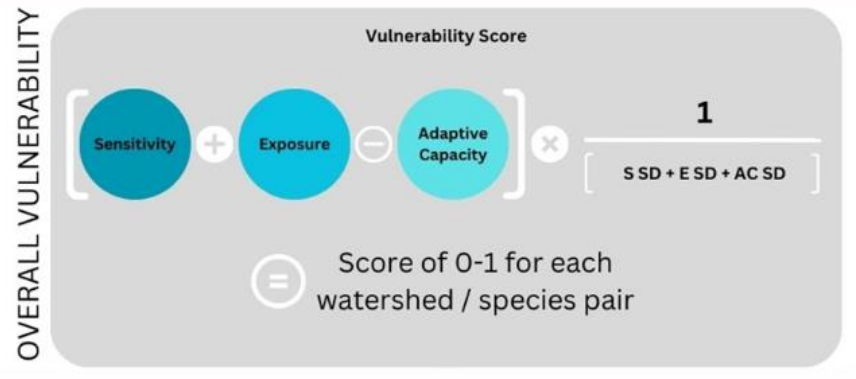 OVERALL VULNERABILITY
Vulnerability Score
[ Sensitivity + Exposure − Adaptive
Capacity ] ×
1
[ S SD + E SD + AC SD ]
= Score of 0-1 for each
watershed / species pair